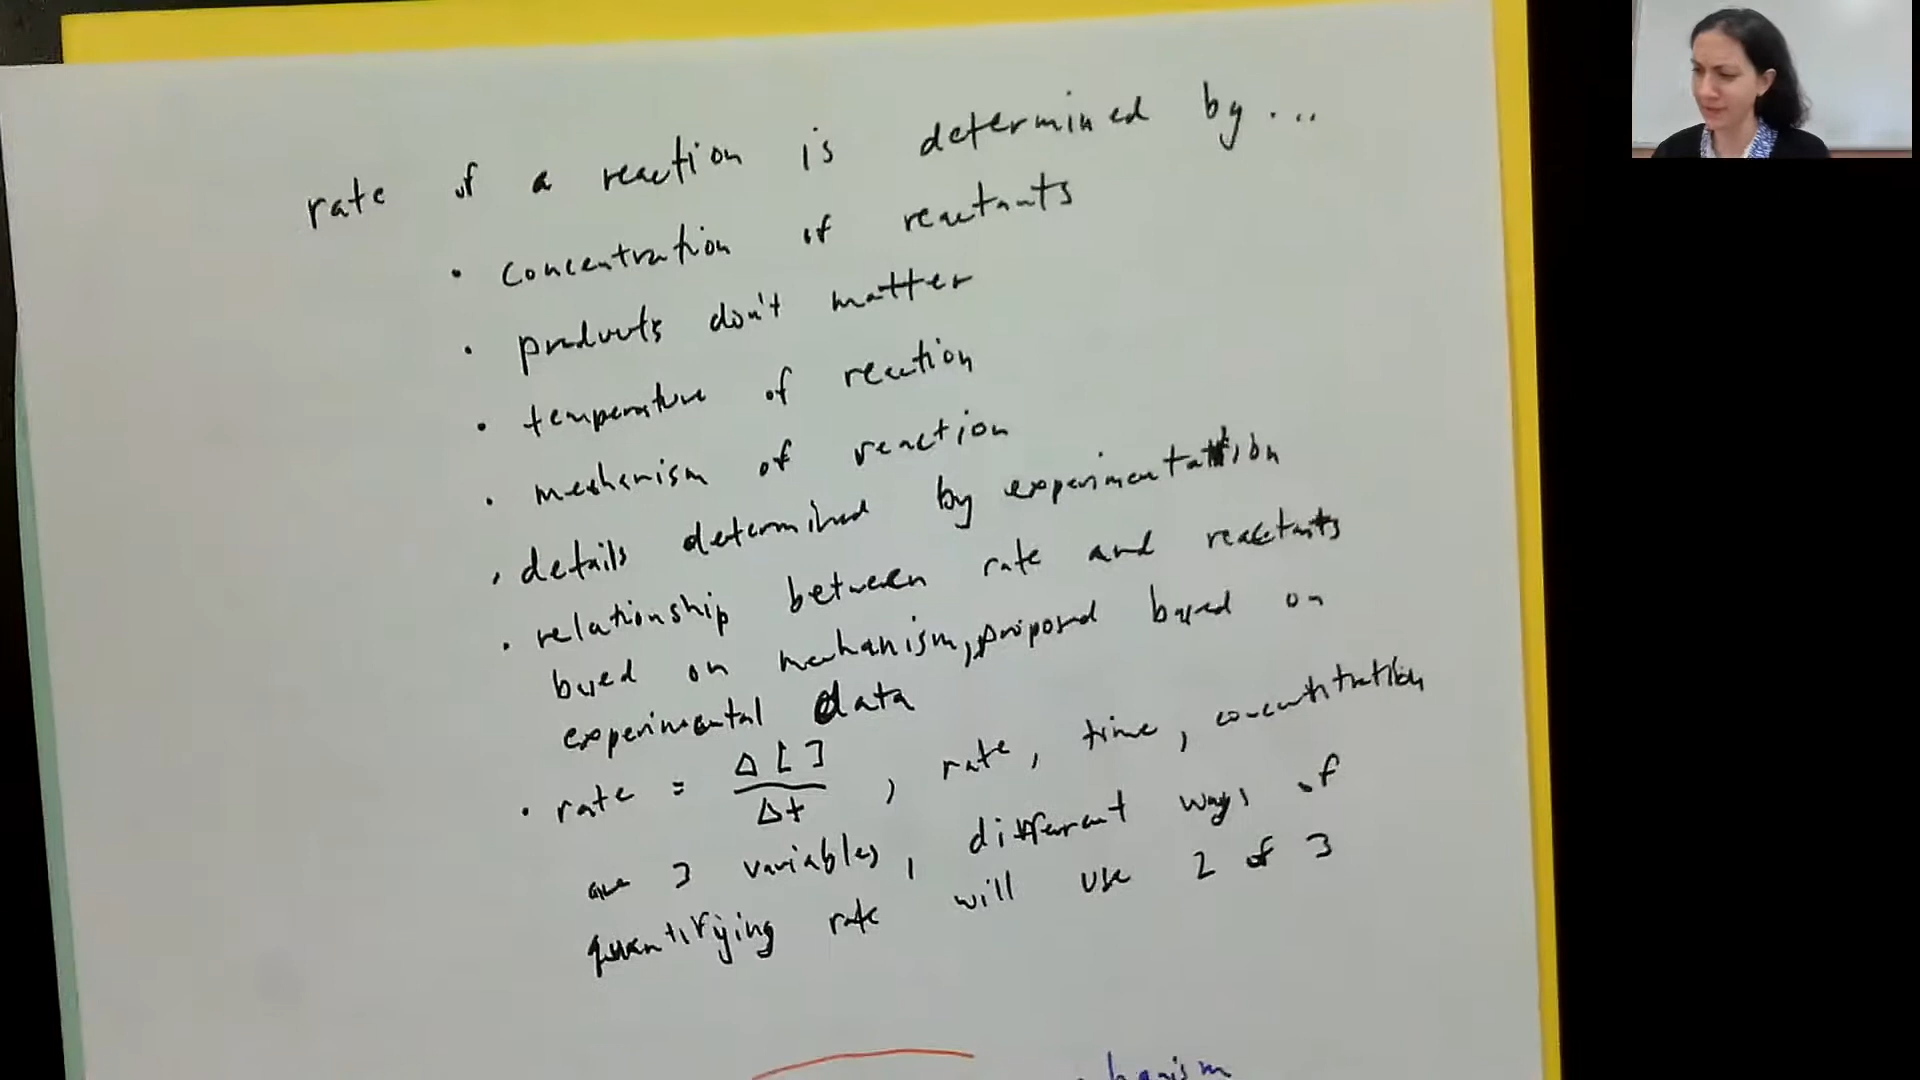 rate of a reaction is determined by...
• concentration of reactants
• products don't matter
• temperature of reaction
• mechanism of reaction
• details determined by experimentation
• relationship between rate and reactants
based on mechanism, proposed based on
experimental data
• rate = Δ[ ]/Δt , rate, time, concentration
are 3 variables, different ways of
quantifying rate will use 2 of 3